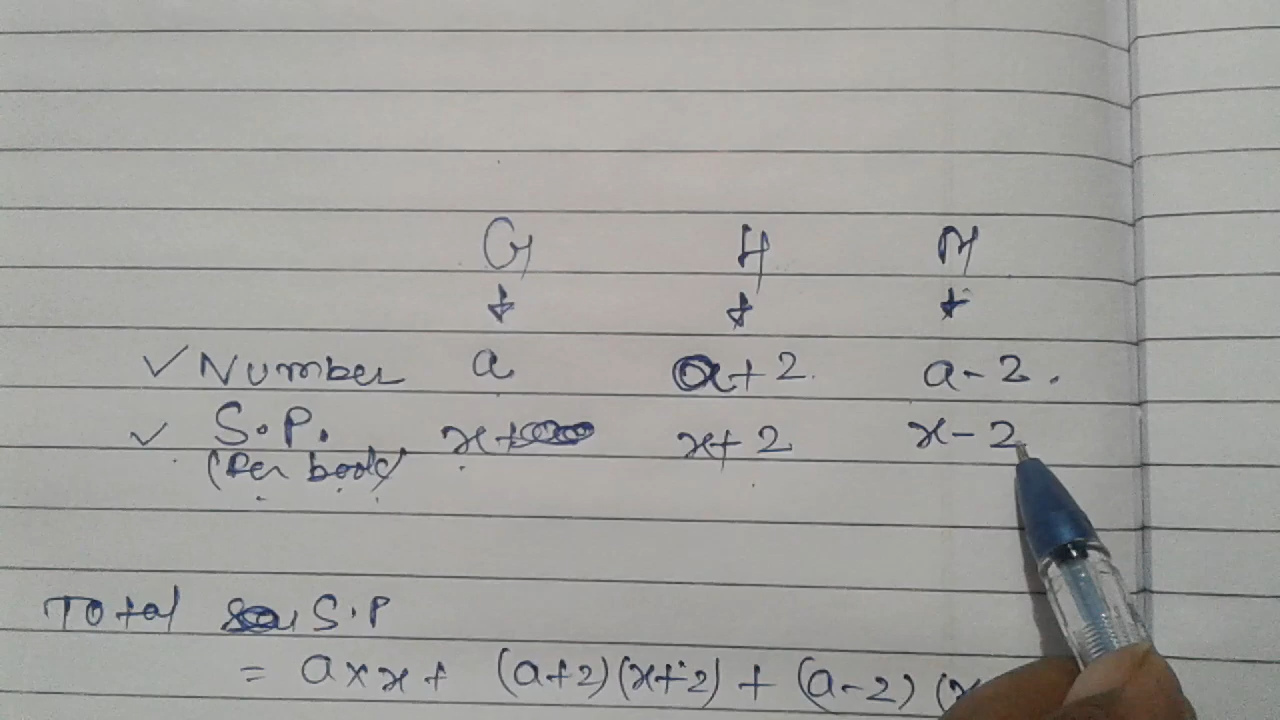 G H M
✓ Number a a+2. a-2.
✓ S.P. x+ x+2 x-2
(Per book)
Total S.P
= a×x+ (a+2)(x+2) + (a-2) (x